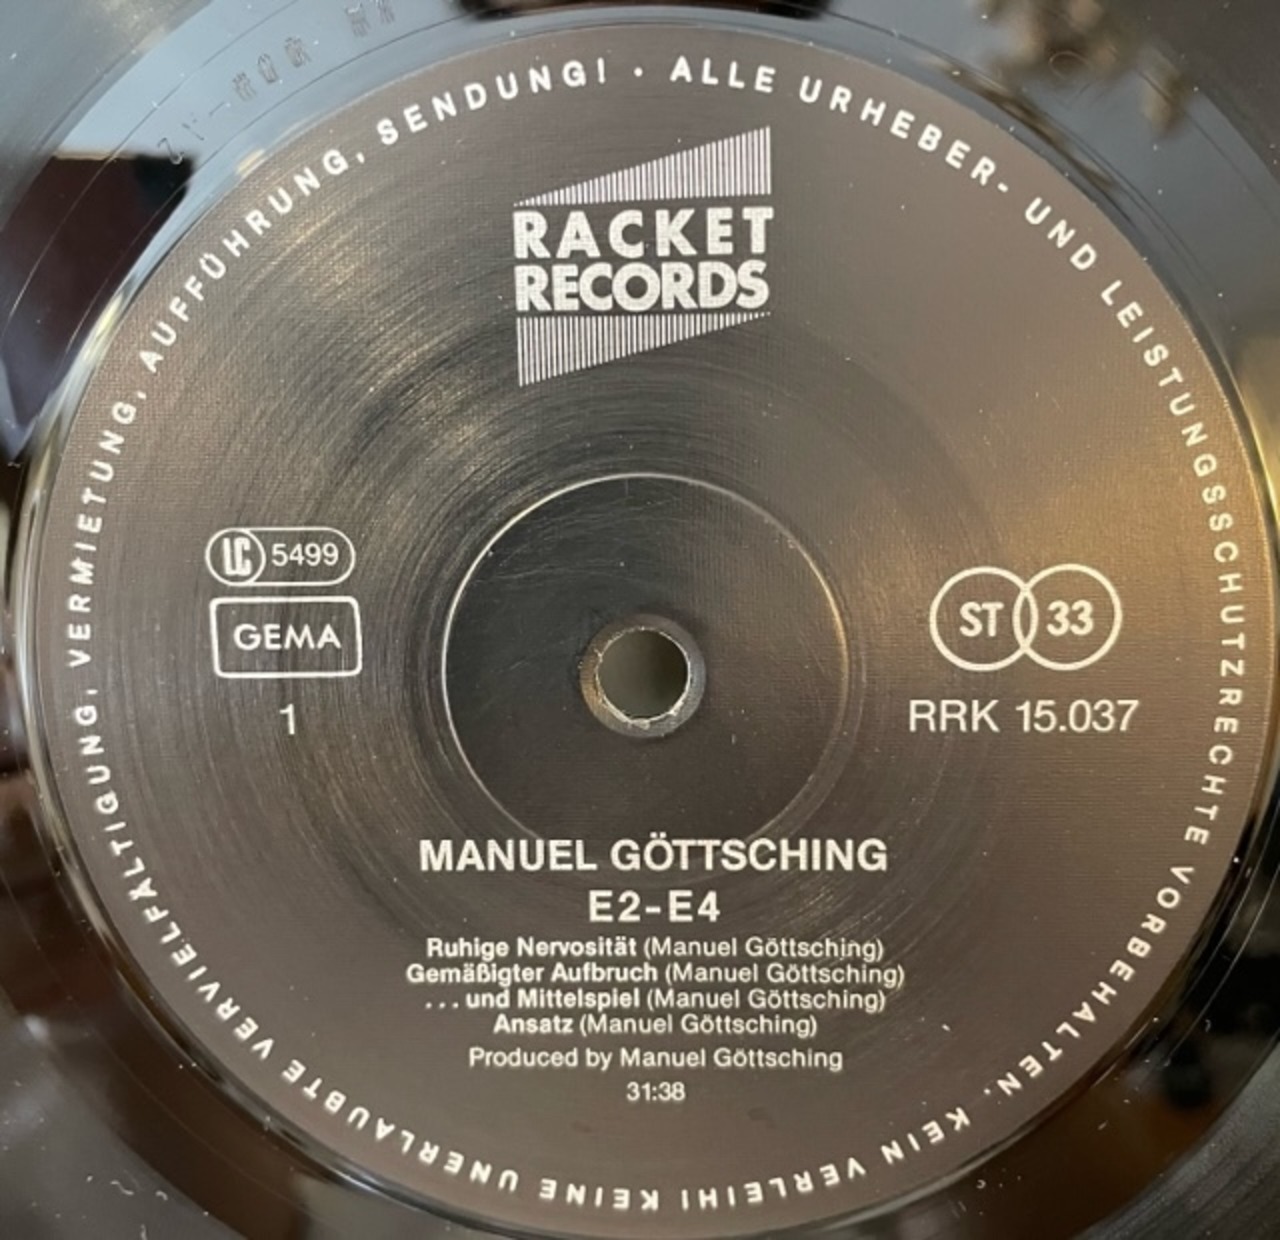 ALLE URHEBER- UND LEISTUNGSSCHUTZRECHTE VORBEHALTEN. KEIN VERLEIH! KEINE UNERLAUBTE VERVIELFÄLTIGUNG, VERMIETUNG, AUFFÜHRUNG, SENDUNG! •
RACKET
RECORDS
LC 5499
GEMA
1
ST 33
RRK 15.037
MANUEL GÖTTSCHING
E2-E4
Ruhige Nervosität (Manuel Göttsching)
Gemäßigter Aufbruch (Manuel Göttsching)
... und Mittelspiel (Manuel Göttsching)
Ansatz (Manuel Göttsching)
Produced by Manuel Göttsching
31:38